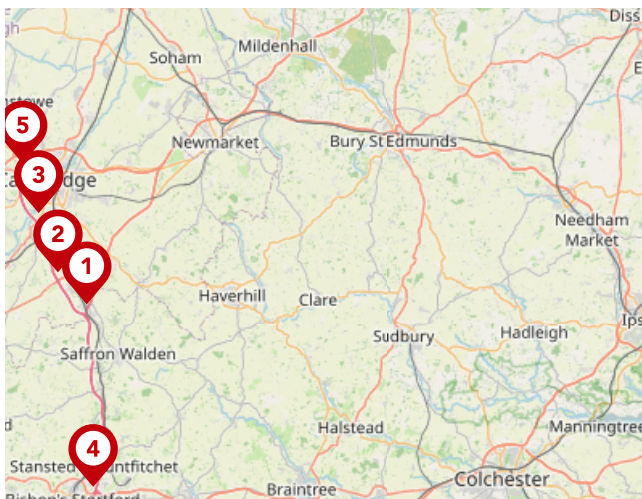 Diss
Mildenhall
Soham
5
Newmarket
Bury St Edmunds
3
Needham
Market
2
1
Haverhill
Clare
Sudbury
Hadleigh
Saffron Walden
Halstead
Manningtree
4
Braintree
Colchester